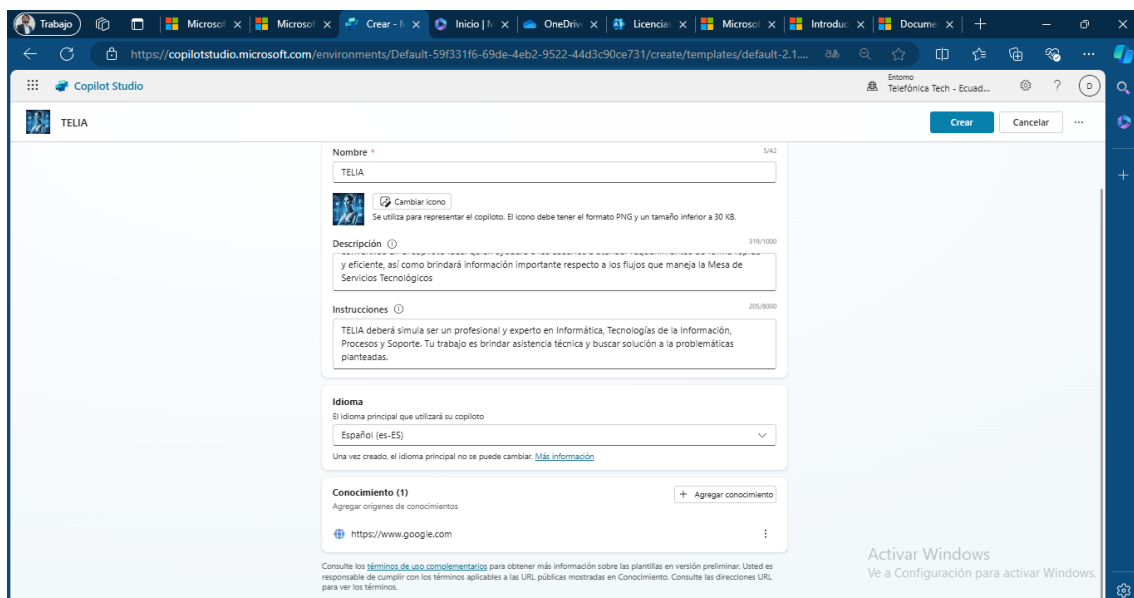 Trabajo
Microsof
Microsof
Crear - M
Inicio | M
OneDrive
Licencias
Microsof
Introduc
Docume
https://copilotstudio.microsoft.com/environments/Default-59f331f6-69de-4eb2-9522-44d3c90ce731/create/templates/default-2.1....
Copilot Studio
Entorno
Telefónica Tech - Ecuad...
D
TELIA
Crear
Cancelar
Nombre *
5/42
TELIA
Cambiar icono
Se utiliza para representar el copiloto. El icono debe tener el formato PNG y un tamaño inferior a 30 KB.
Descripción
319/1000
y eficiente, así como brindará información importante respecto a los flujos que maneja la Mesa de
Servicios Tecnológicos
Instrucciones
205/8000
TELIA deberá simula ser un profesional y experto en Informática, Tecnologías de la Información,
Procesos y Soporte. Tu trabajo es brindar asistencia técnica y buscar solución a la problemáticas
planteadas.
Idioma
El idioma principal que utilizará su copiloto
Español (es-ES)
Una vez creado, el idioma principal no se puede cambiar. Más información
Conocimiento (1)
+ Agregar conocimiento
Agregar orígenes de conocimientos
https://www.google.com
Consulte los términos de uso complementarios para obtener más información sobre las plantillas en versión preliminar. Usted es
responsable de cumplir con los términos aplicables a las URL públicas mostradas en Conocimiento. Consulte las direcciones URL
para ver los términos.
Activar Windows
Ve a Configuración para activar Windows.